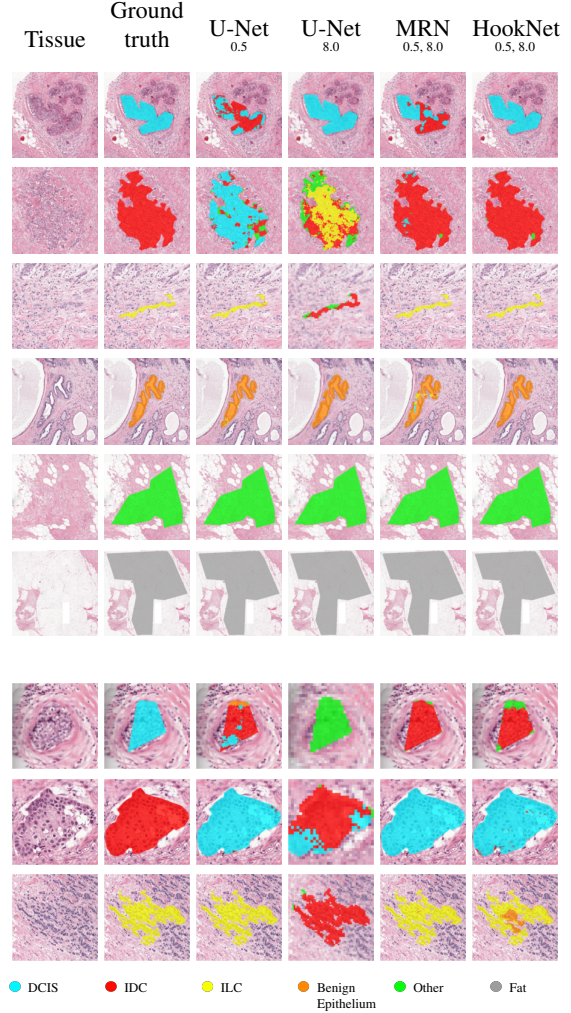 Tissue
Ground
truth
U-Net
0.5
U-Net
8.0
MRN
0.5, 8.0
HookNet
0.5, 8.0
DCIS
IDC
ILC
Benign
Epithelium
Other
Fat